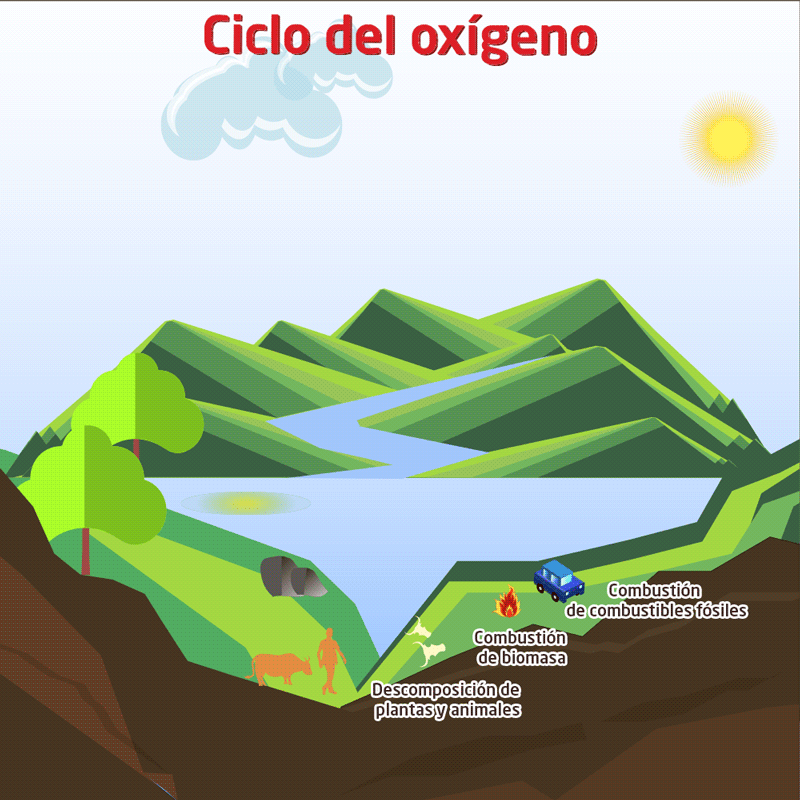 Ciclo del oxígeno
Combustión
de combustibles fósiles
Combustión
de biomasa
Descomposición de
plantas y animales